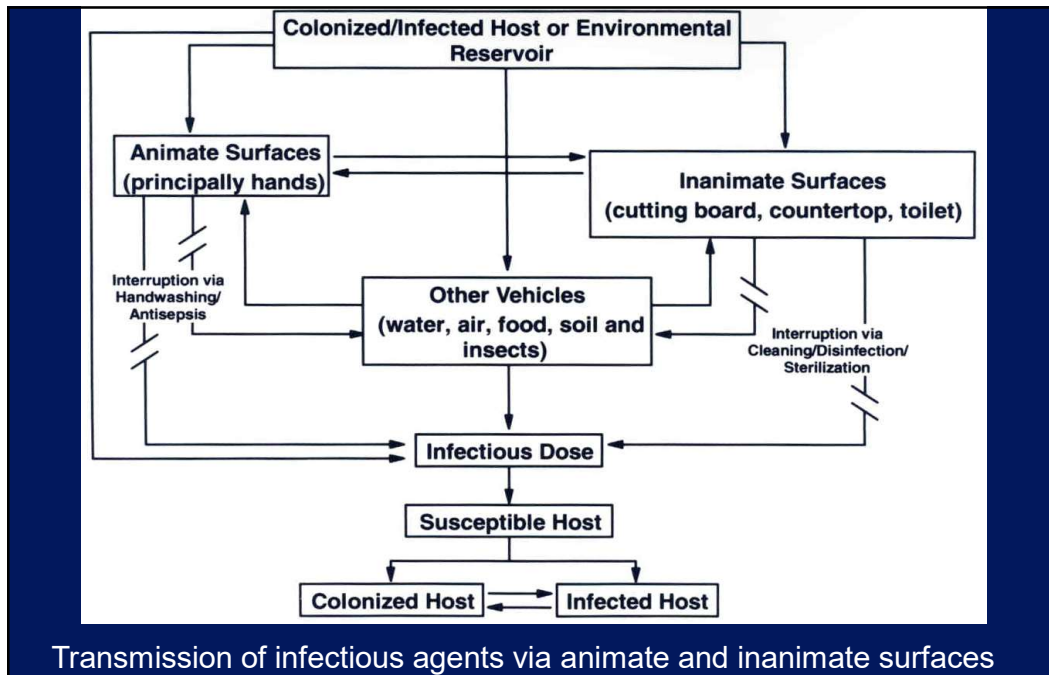 Colonized/Infected Host or Environmental
Reservoir
Animate Surfaces
(principally hands)
Inanimate Surfaces
(cutting board, countertop, toilet)
Interruption via
Handwashing/
Antisepsis
Other Vehicles
(water, air, food, soil and
insects)
Interruption via
Cleaning/Disinfection/
Sterilization
Infectious Dose
Susceptible Host
Colonized Host
Infected Host
Transmission of infectious agents via animate and inanimate surfaces